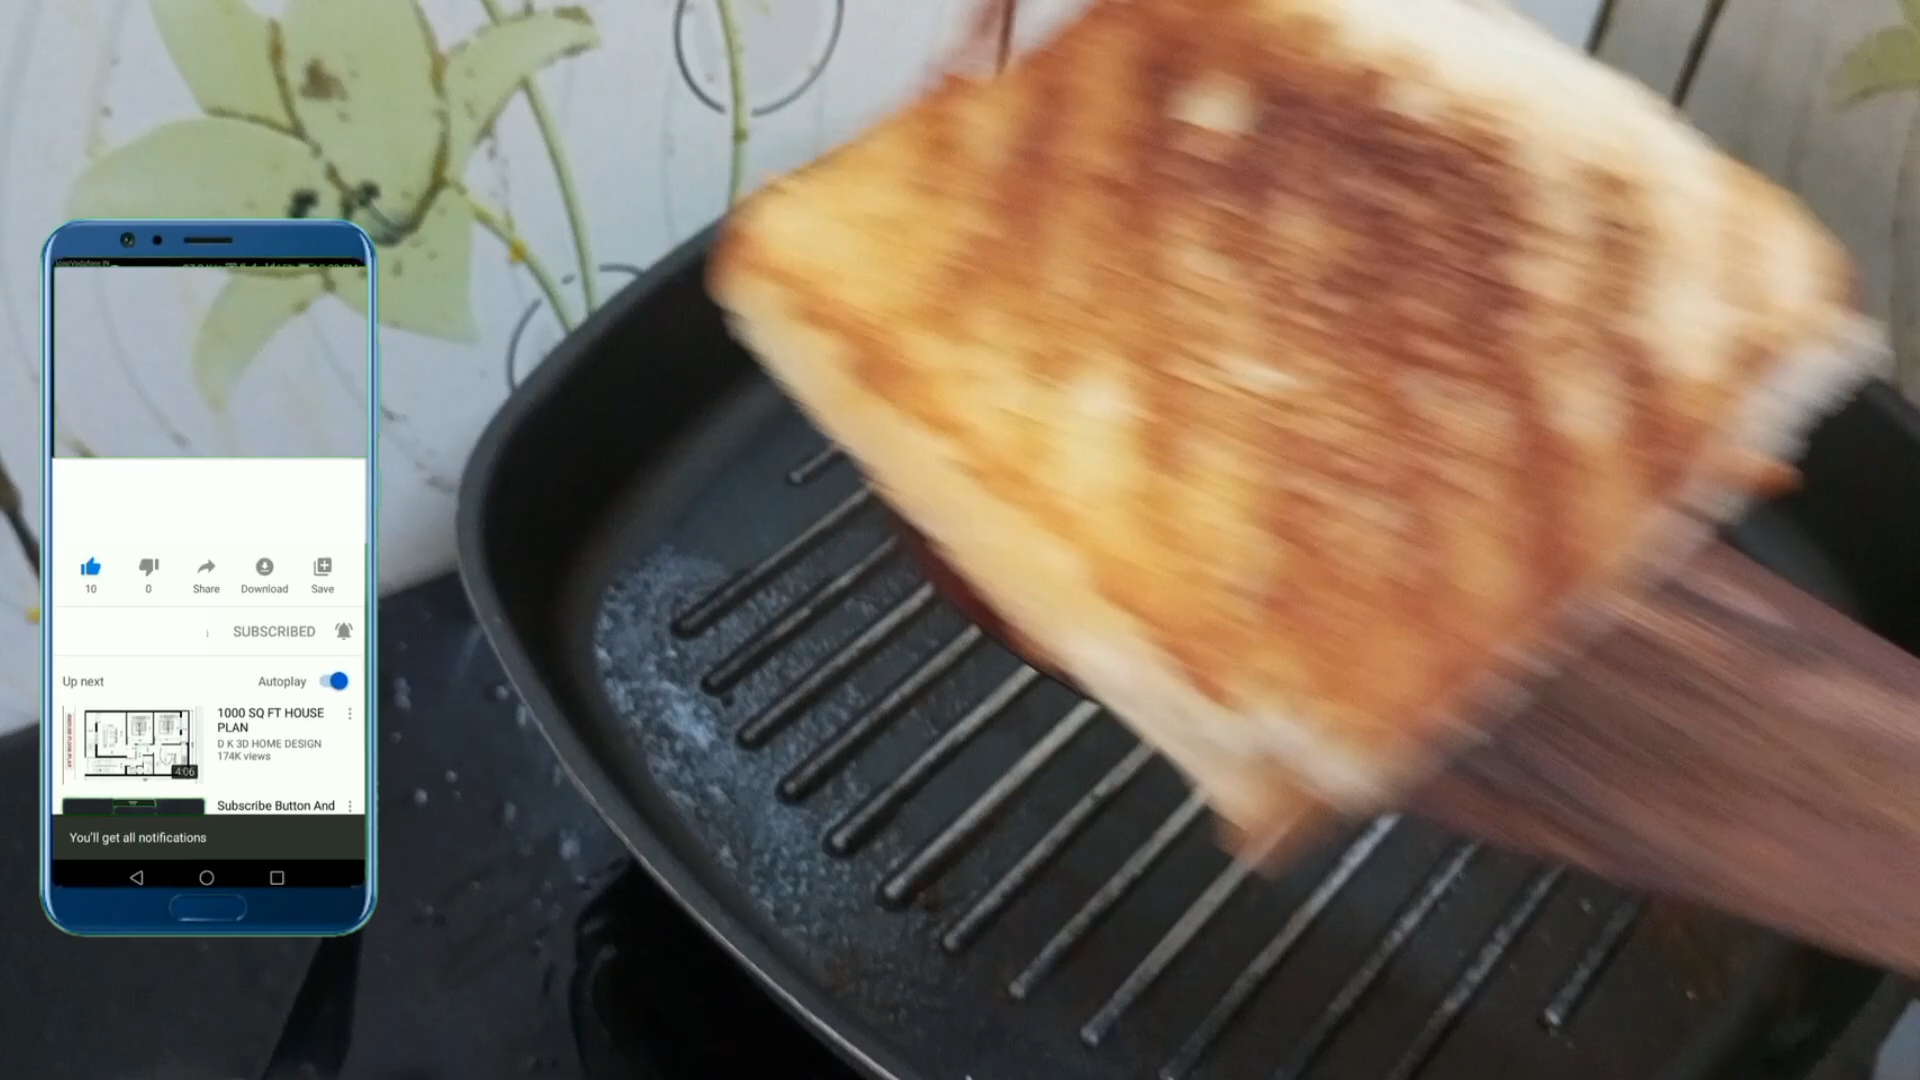 10
0
Share
Download
Save
SUBSCRIBED
Up next
Autoplay
1000 SQ FT HOUSE
PLAN
D K 3D HOME DESIGN
174K views
4:06
Subscribe Button And
You'll get all notifications